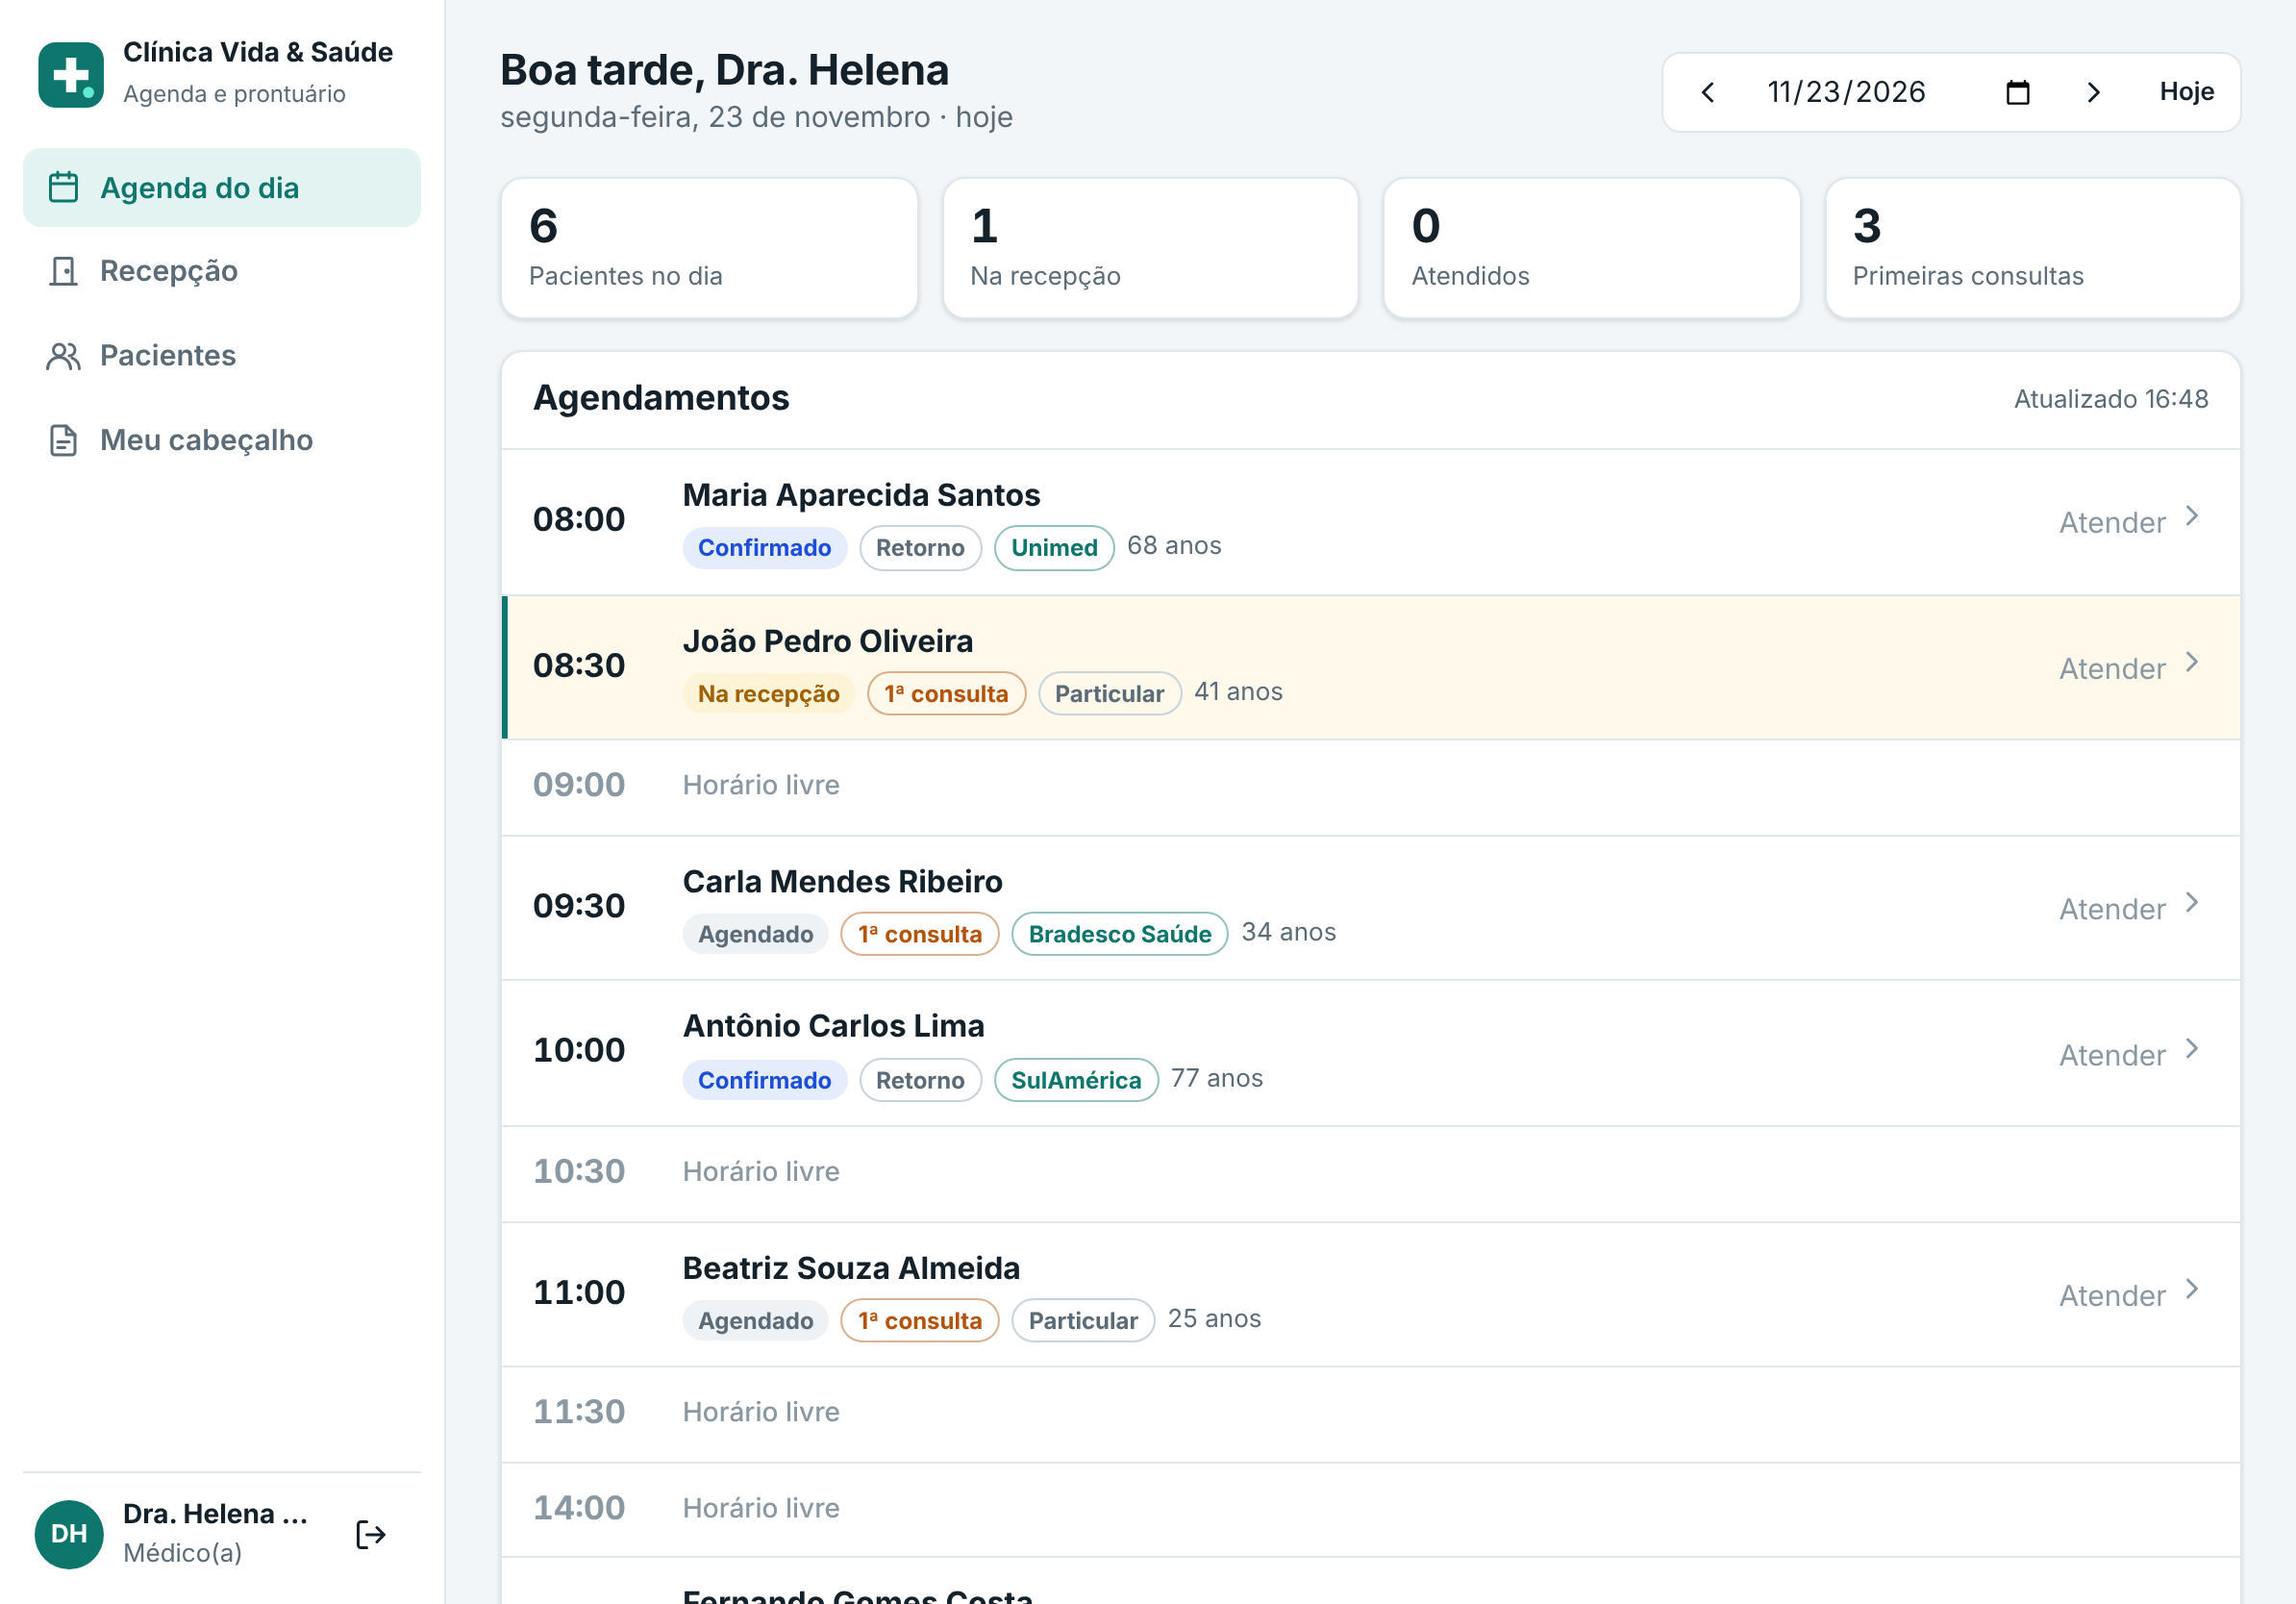 Clínica Vida & Saúde
Agenda e prontuário
Agenda do dia
Recepção
Pacientes
Meu cabeçalho
DH
Dra. Helena ...
Médico(a)
Boa tarde, Dra. Helena
segunda-feira, 23 de novembro · hoje
11/23/2026
Hoje
6
Pacientes no dia
1
Na recepção
0
Atendidos
3
Primeiras consultas
Agendamentos
Atualizado 16:48
08:00
Maria Aparecida Santos
Confirmado Retorno Unimed 68 anos
Atender
08:30
João Pedro Oliveira
Na recepção 1ª consulta Particular 41 anos
Atender
09:00 Horário livre
09:30
Carla Mendes Ribeiro
Agendado 1ª consulta Bradesco Saúde 34 anos
Atender
10:00
Antônio Carlos Lima
Confirmado Retorno SulAmérica 77 anos
Atender
10:30 Horário livre
11:00
Beatriz Souza Almeida
Agendado 1ª consulta Particular 25 anos
Atender
11:30 Horário livre
14:00 Horário livre
Fernando Gomes Costa